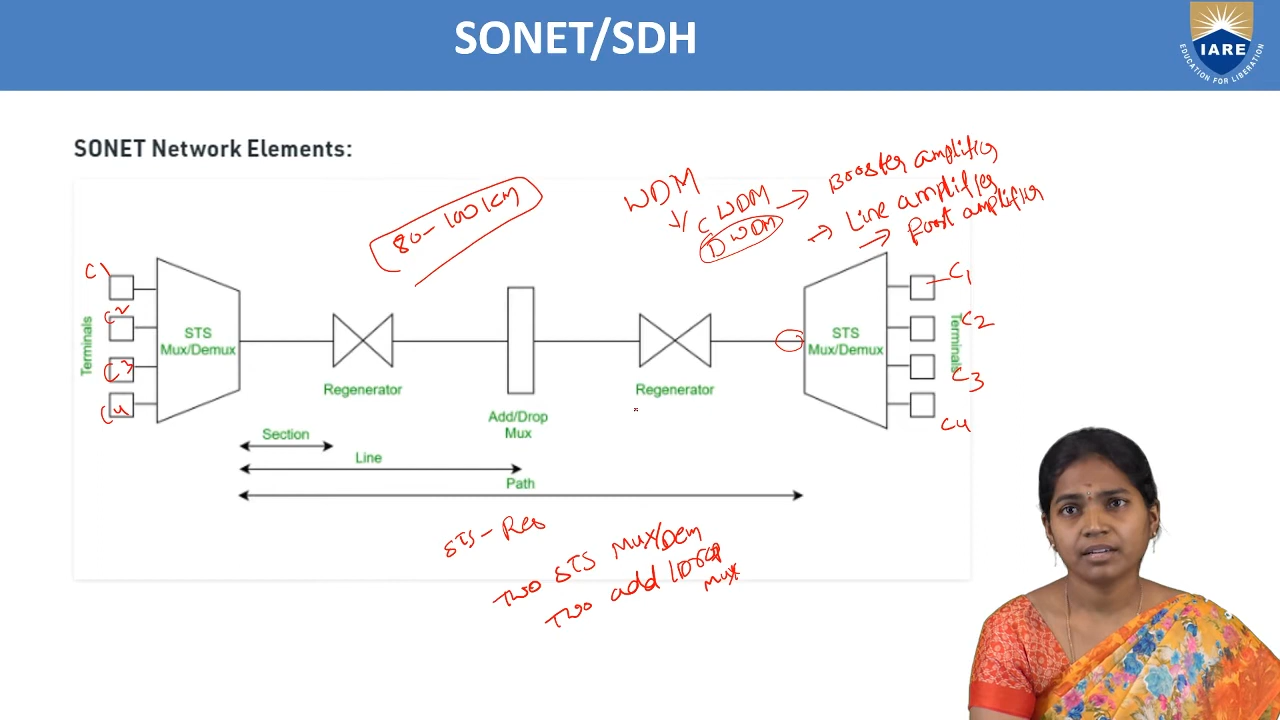 SONET/SDH
IARE
EDUCATION FOR LIBERATION
SONET Network Elements:
80-100KM
WDM
CWDM
DWDM
→ Booster amplifier
→ Line amplifier
→ Post amplifier
C1
C2
C3
C4
Terminals
STS
Mux/Demux
Regenerator
Add/Drop
Mux
Regenerator
STS
Mux/Demux
Terminals
C1
C2
C3
C4
Section
Line
Path
STS - Reg
Two STS Mux/Dem
Two add/Drop
Mux